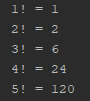 1! = 1
2! = 2
3! = 6
4! = 24
5! = 120